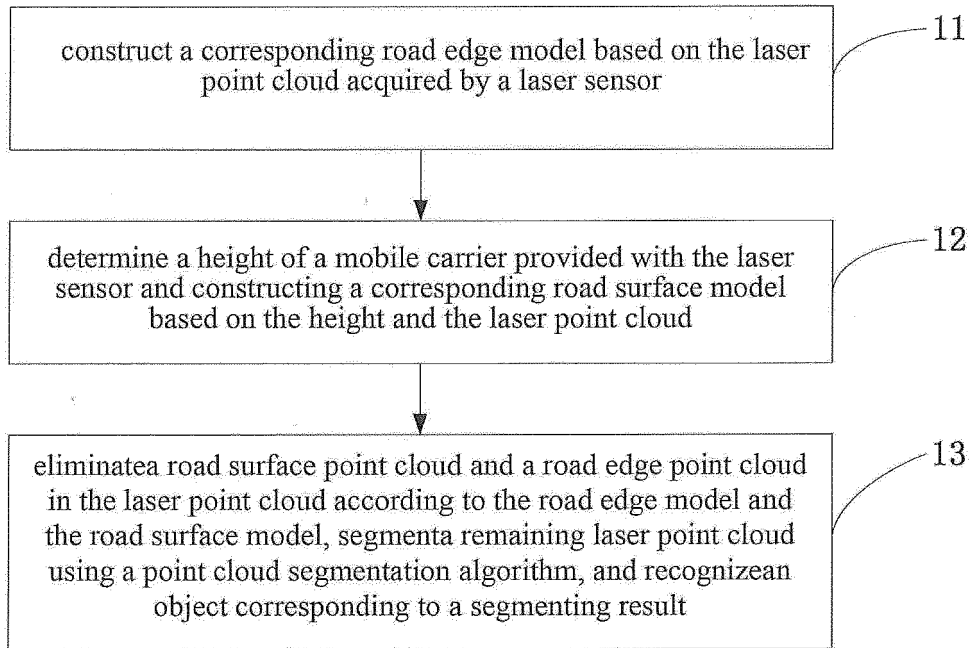 construct a corresponding road edge model based on the laser
point cloud acquired by a laser sensor
11
determine a height of a mobile carrier provided with the laser
sensor and constructing a corresponding road surface model
based on the height and the laser point cloud
12
eliminatea road surface point cloud and a road edge point cloud
in the laser point cloud according to the road edge model and
the road surface model, segmenta remaining laser point cloud
using a point cloud segmentation algorithm, and recognizean
object corresponding to a segmenting result
13